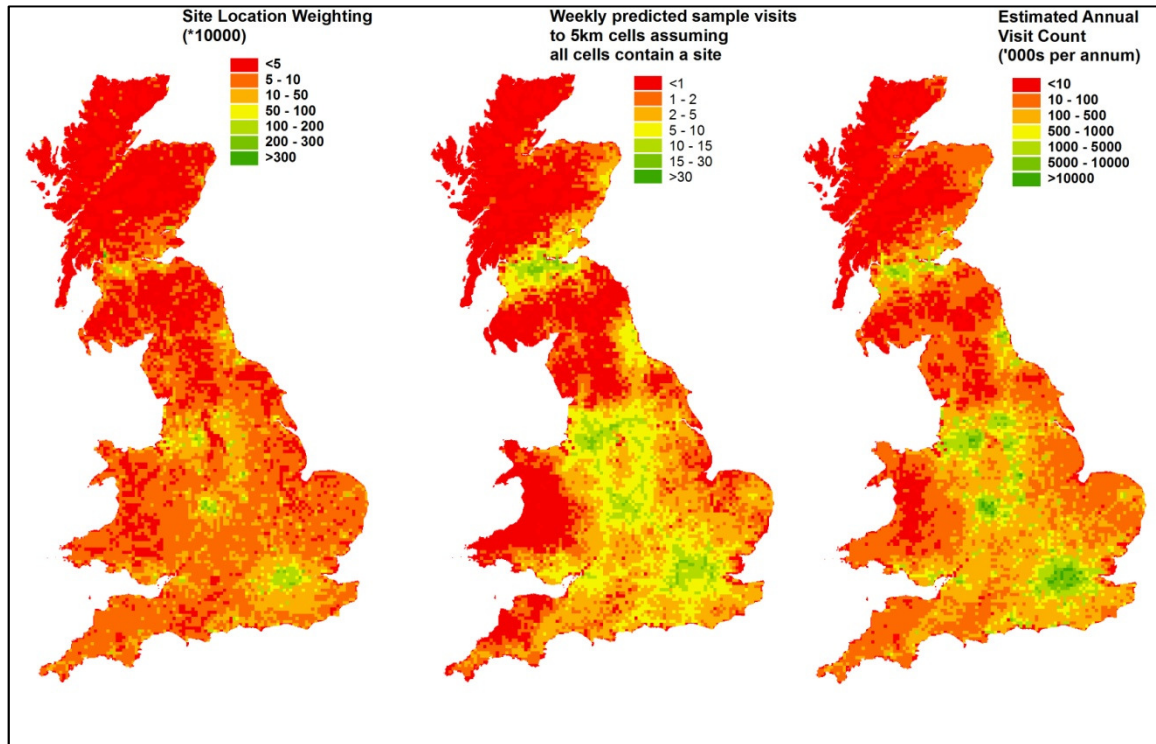 Site Location Weighting
(*10000)
<5
5 - 10
10 - 50
50 - 100
100 - 200
200 - 300
>300
Weekly predicted sample visits
to 5km cells assuming
all cells contain a site
<1
1 - 2
2 - 5
5 - 10
10 - 15
15 - 30
>30
Estimated Annual
Visit Count
('000s per annum)
<10
10 - 100
100 - 500
500 - 1000
1000 - 5000
5000 - 10000
>10000